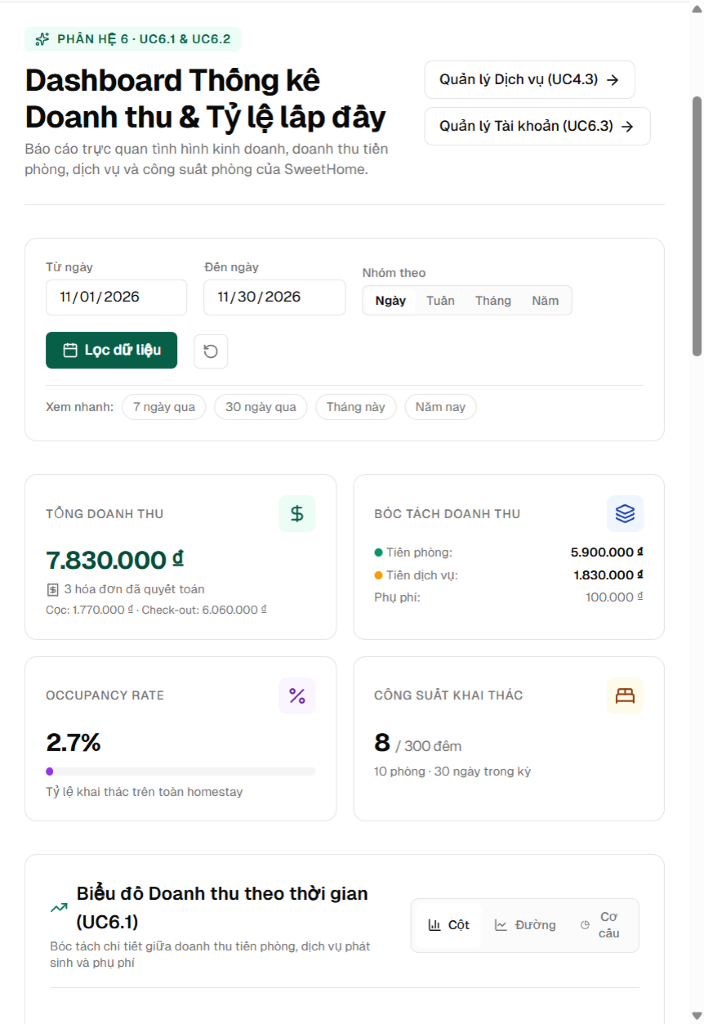 PHÂN HỆ 6 · UC6.1 & UC6.2
Dashboard Thống kê
Doanh thu & Tỷ lệ lấp đầy
Báo cáo trực quan tình hình kinh doanh, doanh thu tiền
phòng, dịch vụ và công suất phòng của SweetHome.
Quản lý Dịch vụ (UC4.3) →
Quản lý Tài khoản (UC6.3) →
Từ ngày
11/01/2026
Đến ngày
11/30/2026
Nhóm theo
Ngày Tuần Tháng Năm
Lọc dữ liệu
Xem nhanh: 7 ngày qua 30 ngày qua Tháng này Năm nay
TỔNG DOANH THU
7.830.000 ₫
3 hóa đơn đã quyết toán
Cọc: 1.770.000 ₫ · Check-out: 6.060.000 ₫
BÓC TÁCH DOANH THU
Tiền phòng: 5.900.000 ₫
Tiền dịch vụ: 1.830.000 ₫
Phụ phí: 100.000 ₫
OCCUPANCY RATE
2.7%
Tỷ lệ khai thác trên toàn homestay
CÔNG SUẤT KHAI THÁC
8 / 300 đêm
10 phòng · 30 ngày trong kỳ
Biểu đồ Doanh thu theo thời gian
(UC6.1)
Bóc tách chi tiết giữa doanh thu tiền phòng, dịch vụ phát
sinh và phụ phí
Cột
Đường
Cơ
cấu